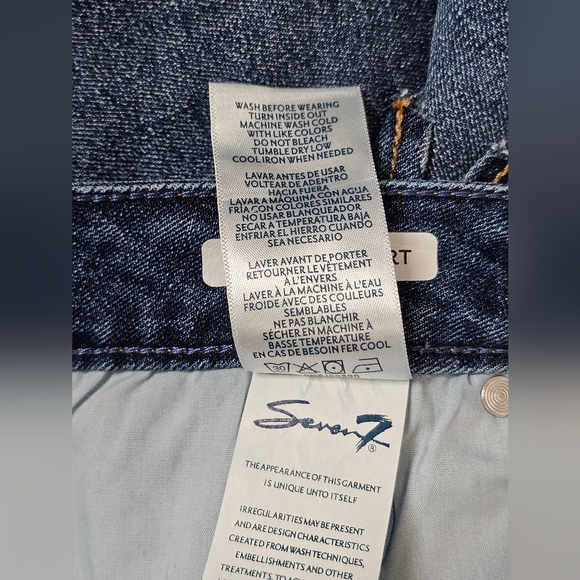 WASH BEFORE WEARING
TURN INSIDE OUT
MACHINE WASH COLD
WITH LIKE COLORS
DO NOT BLEACH
TUMBLE DRY LOW
COOL IRON WHEN NEEDED
LAVAR ANTES DE USAR
VOLTEAR DE ADENTRO
HACIA FUERA
LAVAR A MÁQUINA CON AGUA
FRIA CON COLORES SIMILARES
NO USAR BLANQUEADOR
SECAR A TEMPERATURA BAJA
ENFRIAR EL HIERRO CUANDO
SEA NECESARIO
LAVER AVANT DE PORTER
RETOURNER LE VÊTEMENT
À L'ENVERS
LAVER À LA MACHINE À L'EAU
FROIDE AVEC DES COULEURS
SEMBLABLES
NE PAS BLANCHIR
SÉCHER EN MACHINE À
BASSE TEMPÉRATURE
EN CAS DE BESOIN FER COOL
30
RT
Seven7®
THE APPEARANCE OF THIS GARMENT
IS UNIQUE UNTO ITSELF
IRREGULARITIES MAY BE PRESENT
AND ARE DESIGN CHARACTERISTICS
CREATED FROM WASH TECHNIQUES,
EMBELLISHMENTS AND OTHER
TREATMENTS, TO